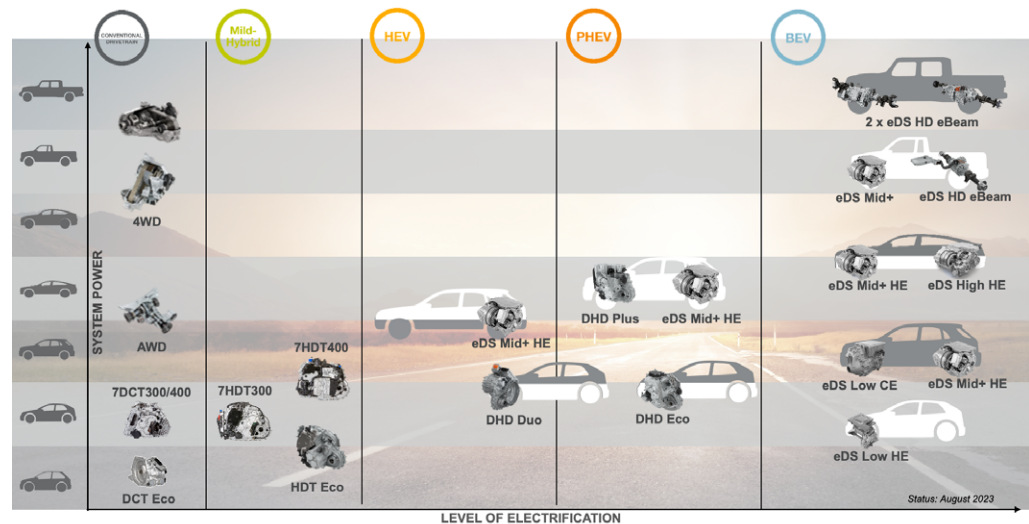 CONVENTIONAL
DRIVETRAIN
Mild-
Hybrid
HEV
PHEV
BEV
2 x eDS HD eBeam
eDS Mid+
eDS HD eBeam
4WD
SYSTEM POWER
eDS Mid+ HE
eDS High HE
DHD Plus
eDS Mid+ HE
AWD
eDS Mid+ HE
7HDT400
eDS Low CE
eDS Mid+ HE
7DCT300/400
7HDT300
DHD Duo
DHD Eco
eDS Low HE
DCT Eco
HDT Eco
Status: August 2023
LEVEL OF ELECTRIFICATION